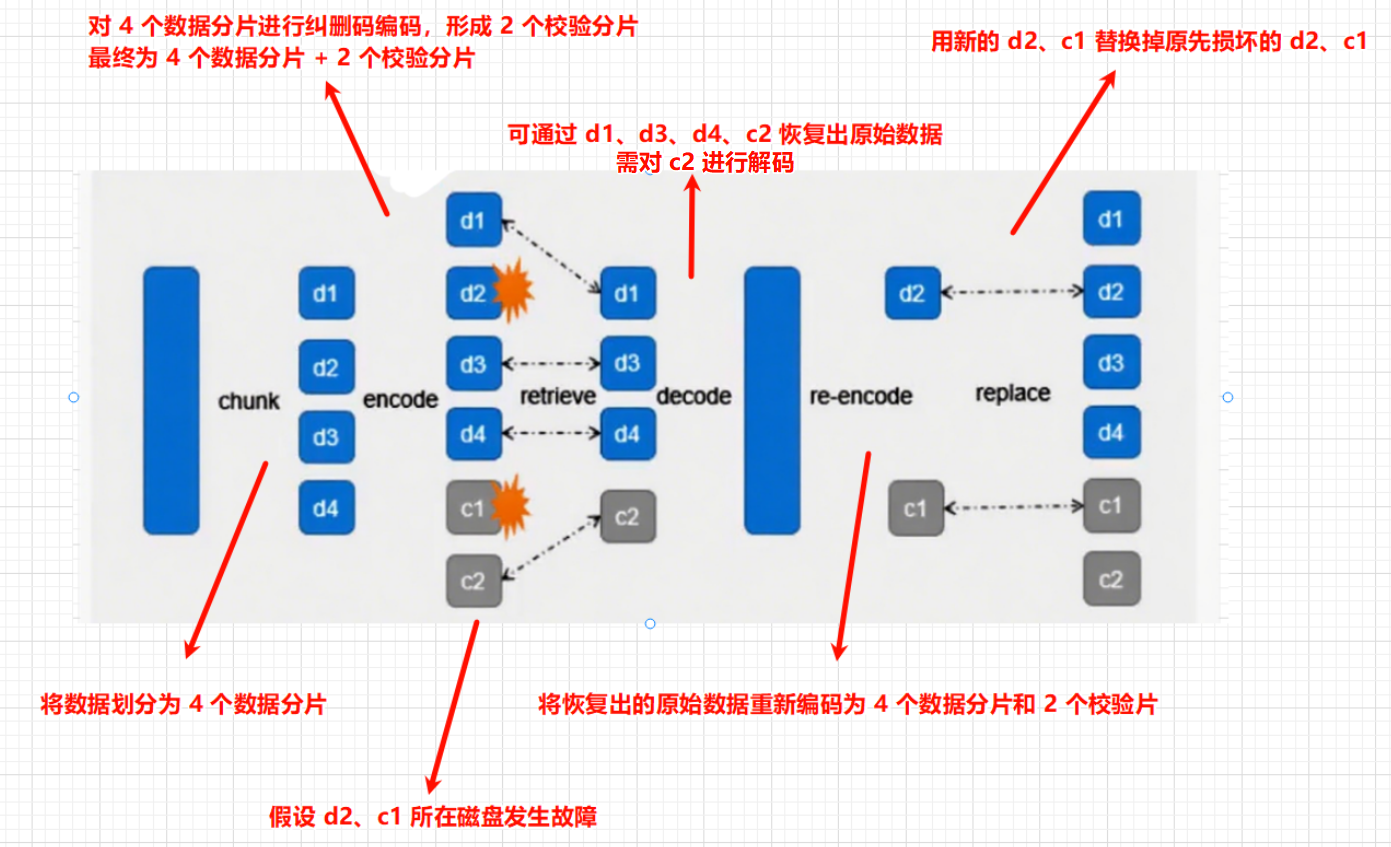 对 4 个数据分片进行纠删码编码，形成 2 个校验分片
最终为 4 个数据分片 + 2 个校验分片
用新的 d2、c1 替换掉原先损坏的 d2、c1
可通过 d1、d3、d4、c2 恢复出原始数据
需对 c2 进行解码
chunk
d1
d2
d3
d4
encode
d1
d2
d3
d4
c1
c2
retrieve
d1
d3
d4
c2
decode
re-encode
d2
c1
replace
d1
d2
d3
d4
c1
c2
将数据划分为 4 个数据分片
将恢复出的原始数据重新编码为 4 个数据分片和 2 个校验片
假设 d2、c1 所在磁盘发生故障